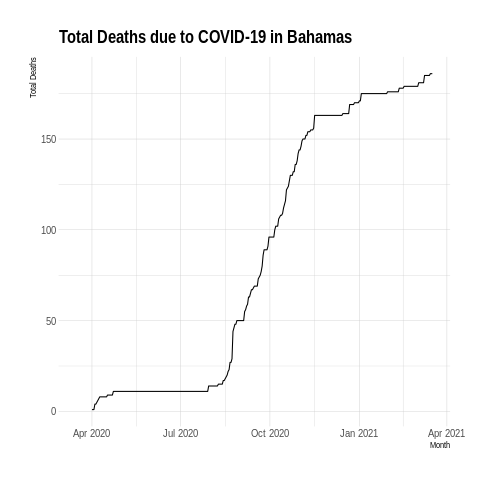 Total Deaths due to COVID-19 in Bahamas
Total Deaths
150
100
50
0
Apr 2020 Jul 2020 Oct 2020 Jan 2021 Apr 2021
Month